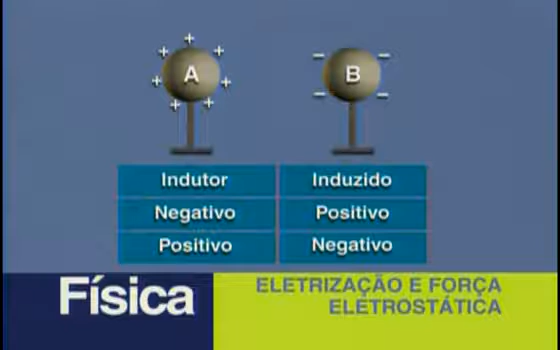 A B
Indutor Induzido
Negativo Positivo
Positivo Negativo
Física
ELETRIZAÇÃO E FORÇA
ELETROSTÁTICA